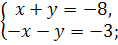 x + y = −8,
−x − y = −3;